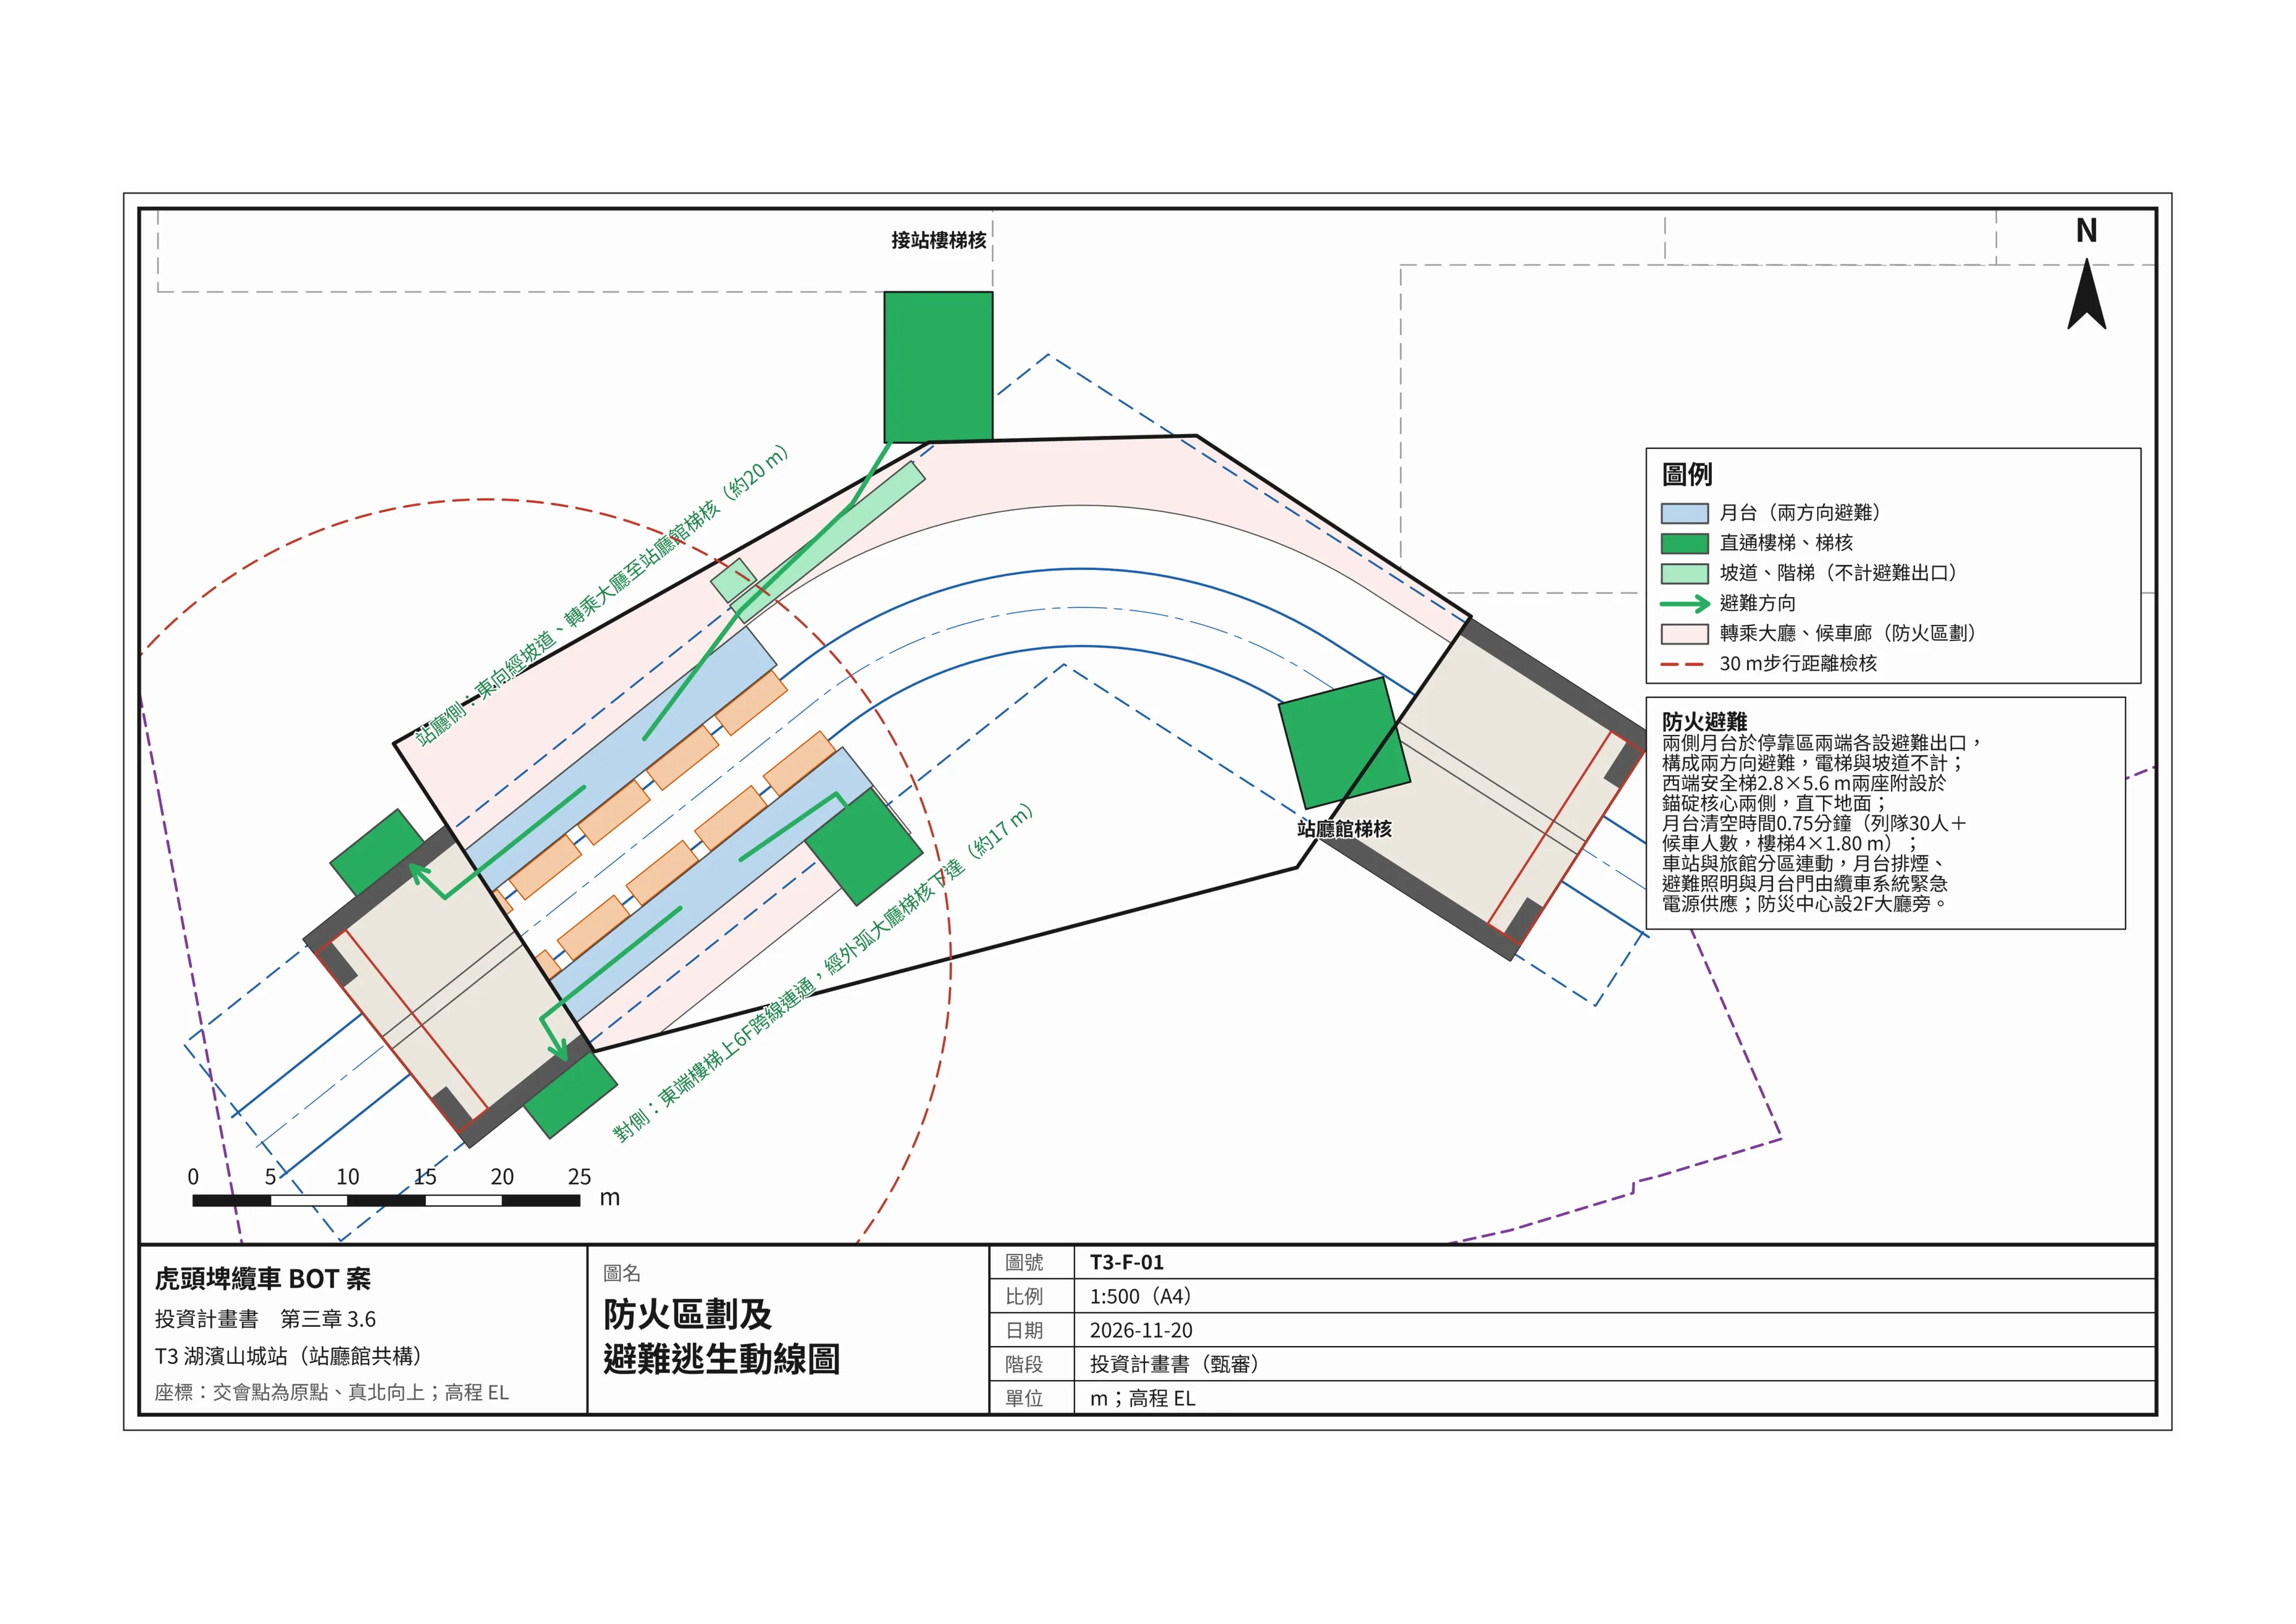 接站樓梯核
N
站廳側：東向經坡道、轉乘大廳至站廳館梯核（約20 m）
圖例
月台（兩方向避難）
直通樓梯、梯核
坡道、階梯（不計避難出口）
避難方向
轉乘大廳、候車廊（防火區劃）
30 m步行距離檢核
防火避難
兩側月台於停靠區兩端各設避難出口，
構成兩方向避難，電梯與坡道不計；
西端安全梯2.8×5.6 m兩座附設於
錨碇核心兩側，直下地面；
月台清空時間0.75分鐘（列隊30人＋
候車人數，樓梯4×1.80 m）；
車站與旅館分區連動，月台排煙、
避難照明與月台門由纜車系統緊急
電源供應；防災中心設2F大廳旁。
站廳館梯核
對側：東端樓梯上6F跨線連通，經外弧大廳梯核下達（約17 m）
0 5 10 15 20 25 m
虎頭埤纜車 BOT 案
投資計畫書　第三章 3.6
T3 湖濱山城站（站廳館共構）
座標：交會點為原點、真北向上；高程 EL
圖名
防火區劃及
避難逃生動線圖
圖號 T3-F-01
比例 1:500（A4）
日期 2026-11-20
階段 投資計畫書（甄審）
單位 m；高程 EL